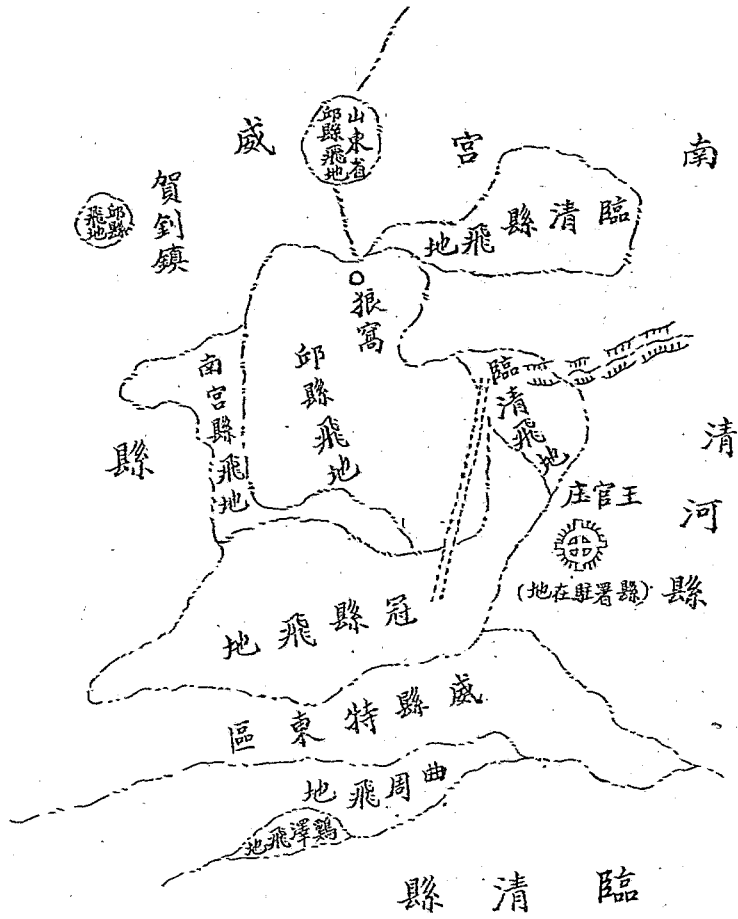 南宮
威縣
山東省
邱縣飛地
賀釗鎮
邱縣
飛地
臨清縣飛地
狼窩
南宮縣飛地
邱縣飛地
臨清飛地
清河縣
王官庄
(縣署駐在地)
冠縣飛地
威縣特東區
曲周飛地
鷄澤飛地
臨清縣